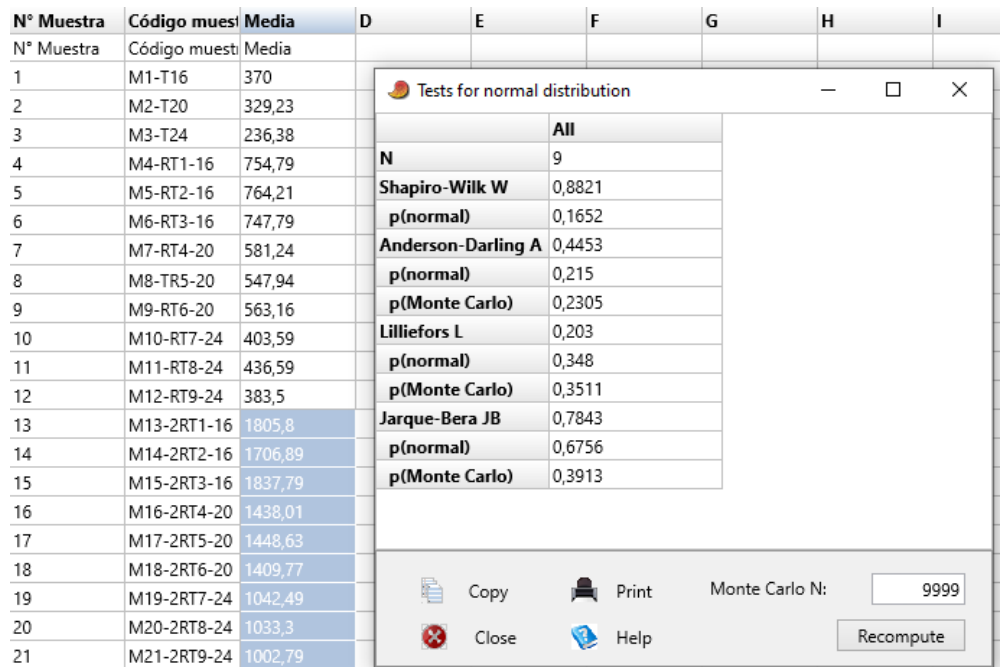 N° Muestra Código muest Media D E F G H I
N° Muestra Código muestr Media
1 M1-T16 370
2 M2-T20 329,23
3 M3-T24 236,38
4 M4-RT1-16 754,79
5 M5-RT2-16 764,21
6 M6-RT3-16 747,79
7 M7-RT4-20 581,24
8 M8-TR5-20 547,94
9 M9-RT6-20 563,16
10 M10-RT7-24 403,59
11 M11-RT8-24 436,59
12 M12-RT9-24 383,5
13 M13-2RT1-16 1805,8
14 M14-2RT2-16 1706,89
15 M15-2RT3-16 1837,79
16 M16-2RT4-20 1438,01
17 M17-2RT5-20 1448,63
18 M18-2RT6-20 1409,77
19 M19-2RT7-24 1042,49
20 M20-2RT8-24 1033,3
21 M21-2RT9-24 1002,79
Tests for normal distribution
All
N 9
Shapiro-Wilk W 0,8821
p(normal) 0,1652
Anderson-Darling A 0,4453
p(normal) 0,215
p(Monte Carlo) 0,2305
Lilliefors L 0,203
p(normal) 0,348
p(Monte Carlo) 0,3511
Jarque-Bera JB 0,7843
p(normal) 0,6756
p(Monte Carlo) 0,3913
Copy Print Monte Carlo N: 9999
Close Help Recompute